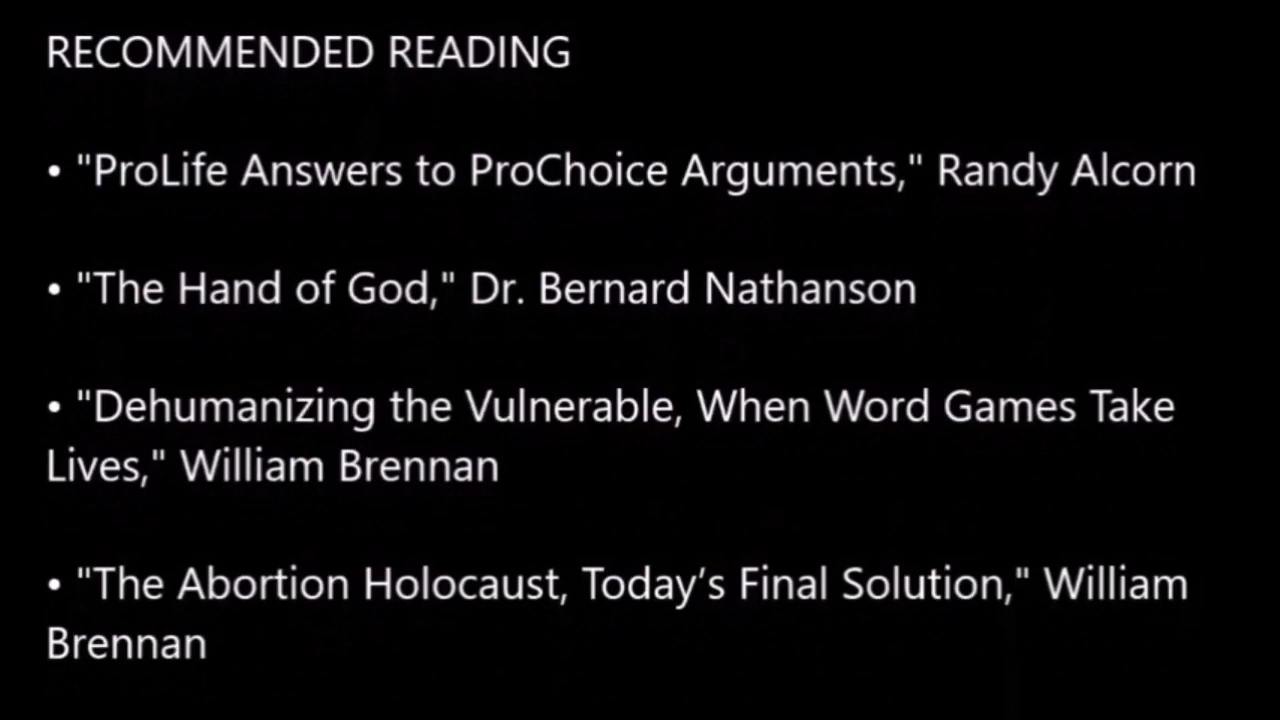 RECOMMENDED READING
• "ProLife Answers to ProChoice Arguments," Randy Alcorn
• "The Hand of God," Dr. Bernard Nathanson
• "Dehumanizing the Vulnerable, When Word Games Take
Lives," William Brennan
• "The Abortion Holocaust, Today’s Final Solution," William
Brennan